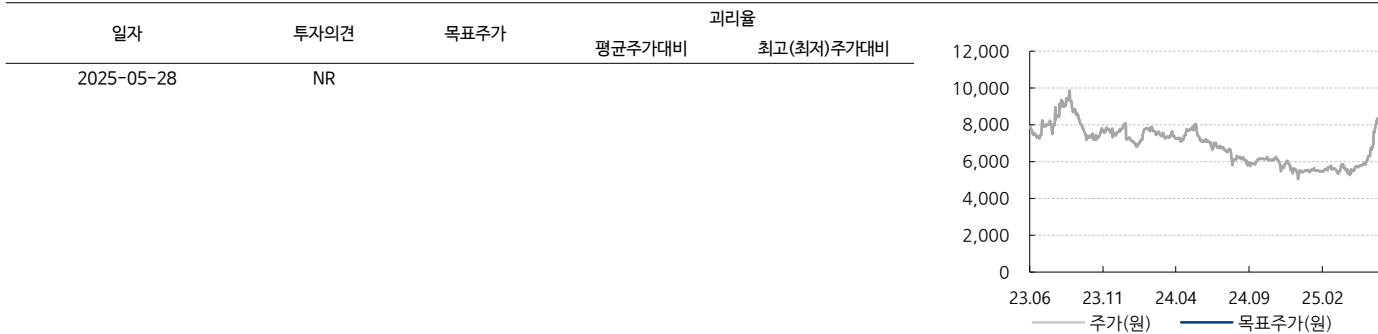 일자 투자의견 목표주가 괴리율
평균주가대비 최고(최저)주가대비
2025-05-28 NR
12,000
10,000
8,000
6,000
4,000
2,000
0
23.06 23.11 24.04 24.09 25.02
주가(원) 목표주가(원)